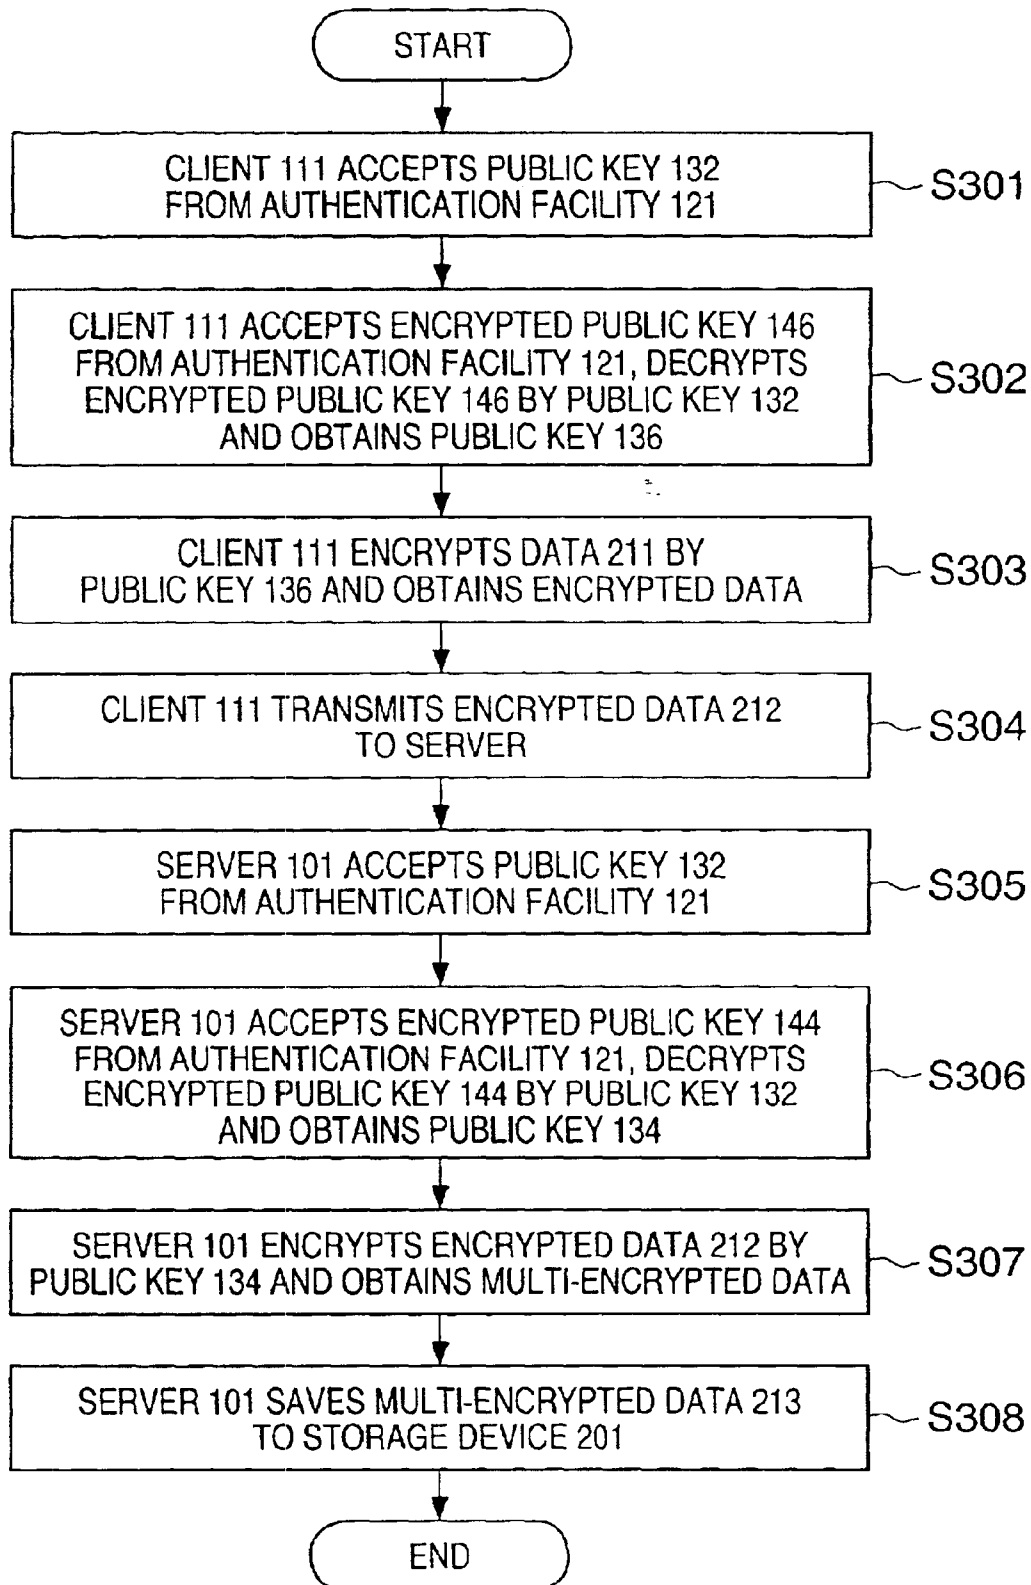 START
CLIENT 111 ACCEPTS PUBLIC KEY 132
FROM AUTHENTICATION FACILITY 121
S301
CLIENT 111 ACCEPTS ENCRYPTED PUBLIC KEY 146
FROM AUTHENTICATION FACILITY 121, DECRYPTS
ENCRYPTED PUBLIC KEY 146 BY PUBLIC KEY 132
AND OBTAINS PUBLIC KEY 136
S302
CLIENT 111 ENCRYPTS DATA 211 BY
PUBLIC KEY 136 AND OBTAINS ENCRYPTED DATA
S303
CLIENT 111 TRANSMITS ENCRYPTED DATA 212
TO SERVER
S304
SERVER 101 ACCEPTS PUBLIC KEY 132
FROM AUTHENTICATION FACILITY 121
S305
SERVER 101 ACCEPTS ENCRYPTED PUBLIC KEY 144
FROM AUTHENTICATION FACILITY 121, DECRYPTS
ENCRYPTED PUBLIC KEY 144 BY PUBLIC KEY 132
AND OBTAINS PUBLIC KEY 134
S306
SERVER 101 ENCRYPTS ENCRYPTED DATA 212 BY
PUBLIC KEY 134 AND OBTAINS MULTI-ENCRYPTED DATA
S307
SERVER 101 SAVES MULTI-ENCRYPTED DATA 213
TO STORAGE DEVICE 201
S308
END